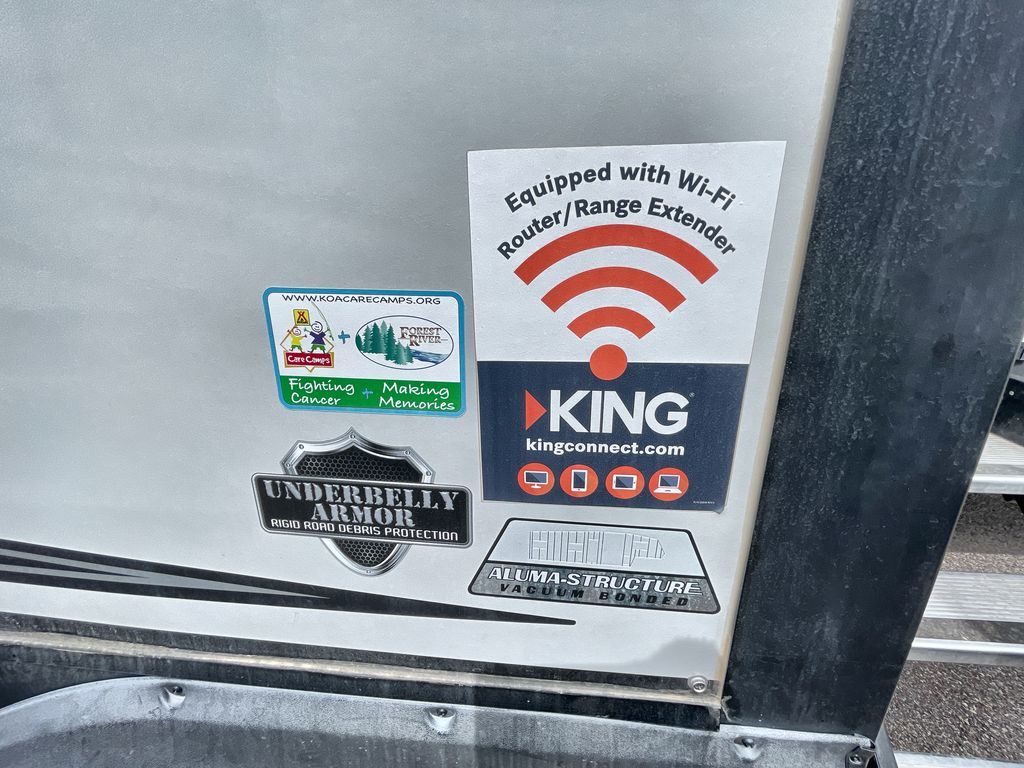 Equipped with Wi-Fi
Router/Range Extender
KING
kingconnect.com
WWW.KOACARECAMPS.ORG
Care Camps
+
FOREST
RIVER
Fighting
Cancer
+
Making
Memories
UNDERBELLY
ARMOR
RIGID ROAD DEBRIS PROTECTION
ALUMA-STRUCTURE
VACUUM BONDED